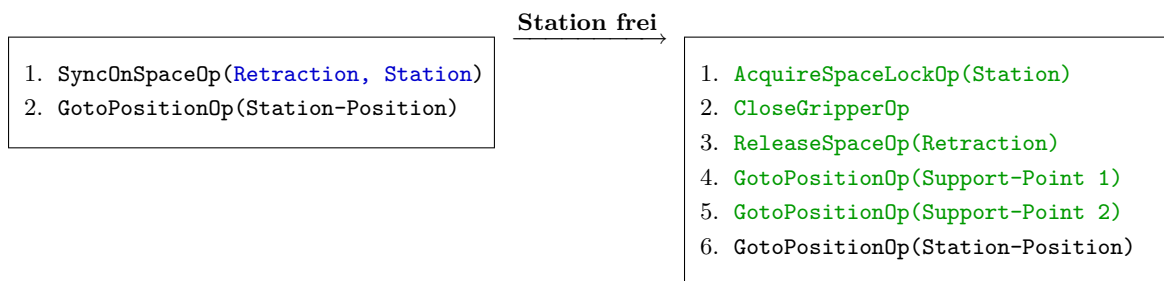 Station frei
1. SyncOnSpaceOp(Retraction, Station)
2. GotoPositionOp(Station-Position)
1. AcquireSpaceLockOp(Station)
2. CloseGripperOp
3. ReleaseSpaceOp(Retraction)
4. GotoPositionOp(Support-Point 1)
5. GotoPositionOp(Support-Point 2)
6. GotoPositionOp(Station-Position)